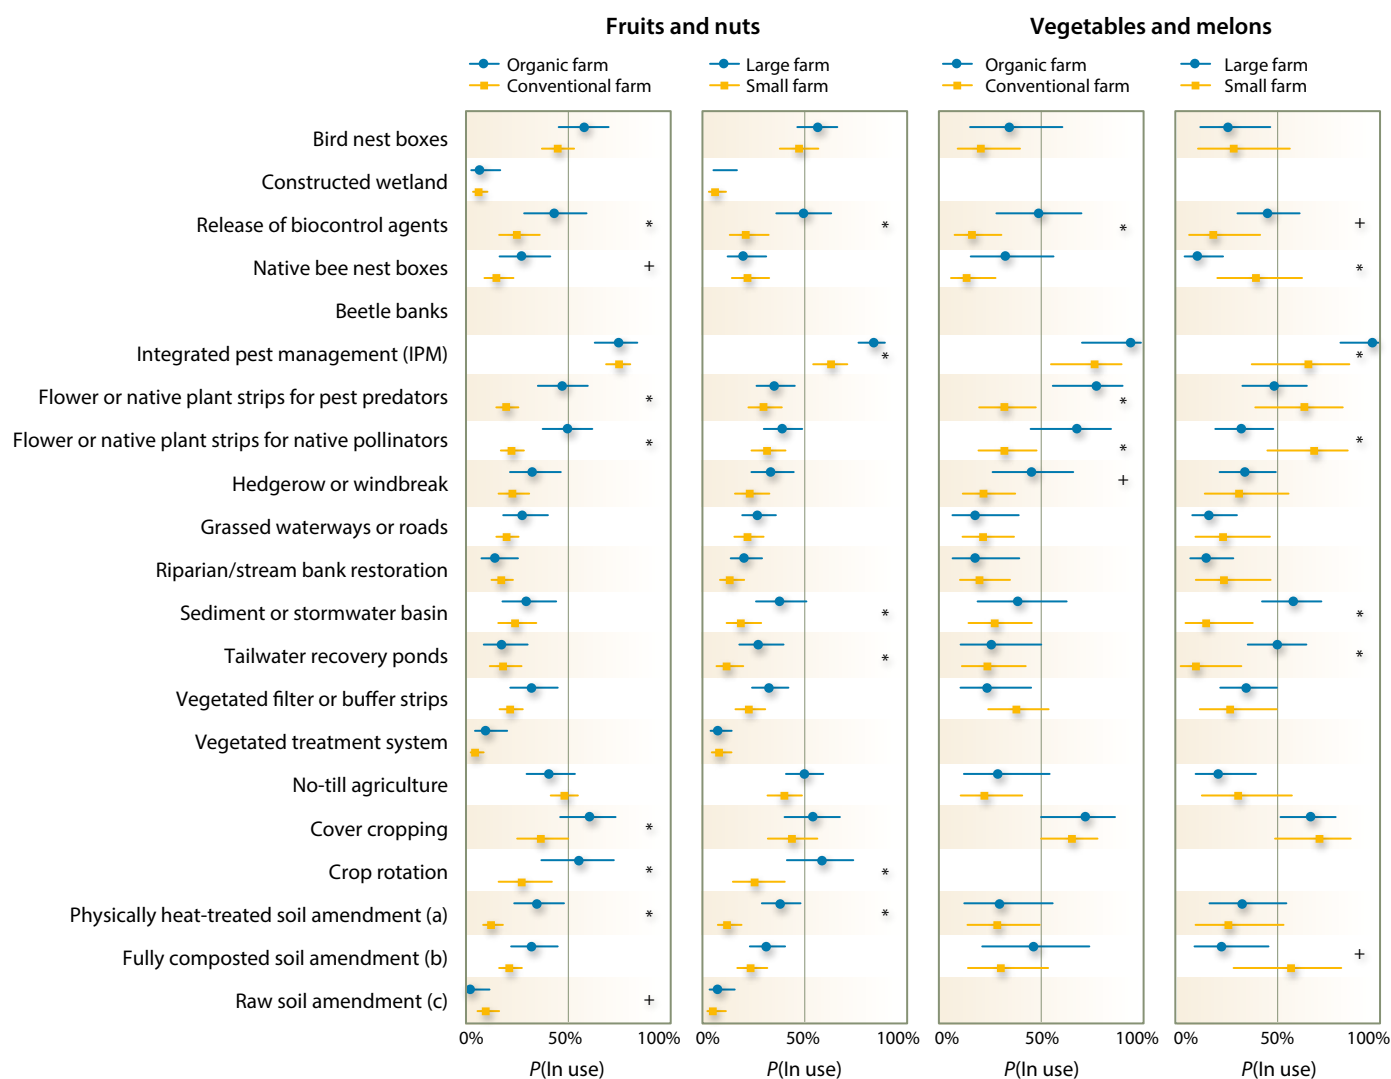 Fruits and nuts
Vegetables and melons
Organic farm
Conventional farm
Large farm
Small farm
Organic farm
Conventional farm
Large farm
Small farm
Bird nest boxes
Constructed wetland
Release of biocontrol agents
* * * +
Native bee nest boxes
+ *
Beetle banks
Integrated pest management (IPM)
* *
Flower or native plant strips for pest predators
* *
Flower or native plant strips for native pollinators
* * *
Hedgerow or windbreak
+
Grassed waterways or roads
Riparian/stream bank restoration
Sediment or stormwater basin
* *
Tailwater recovery ponds
* *
Vegetated filter or buffer strips
Vegetated treatment system
No-till agriculture
Cover cropping
*
Crop rotation
* *
Physically heat-treated soil amendment (a)
* *
Fully composted soil amendment (b)
+
Raw soil amendment (c)
+
0% 50% 100%
0% 50% 100%
0% 50% 100%
0% 50% 100%
P(In use)
P(In use)
P(In use)
P(In use)